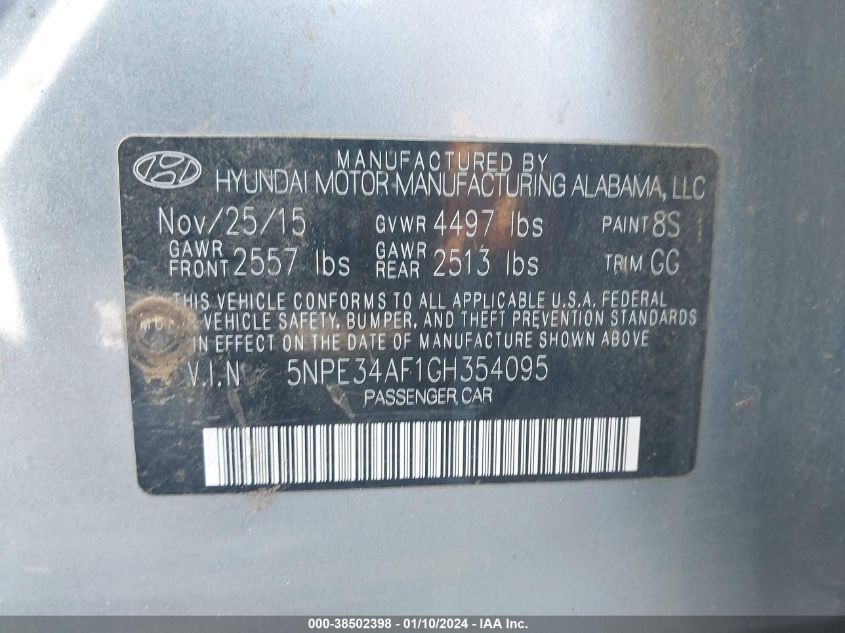 MANUFACTURED BY
HYUNDAI MOTOR MANUFACTURING ALABAMA, LLC
Nov/25/15 GVWR 4497 lbs PAINT 8S
GAWR FRONT 2557 lbs GAWR REAR 2513 lbs TRIM GG
THIS VEHICLE CONFORMS TO ALL APPLICABLE U.S.A. FEDERAL
MOTOR VEHICLE SAFETY, BUMPER, AND THEFT PREVENTION STANDARDS
IN EFFECT ON THE DATE OF MANUFACTURE SHOWN ABOVE
V.I.N 5NPE34AF1GH354095
PASSENGER CAR
000-38502398 - 01/10/2024 - IAA Inc.